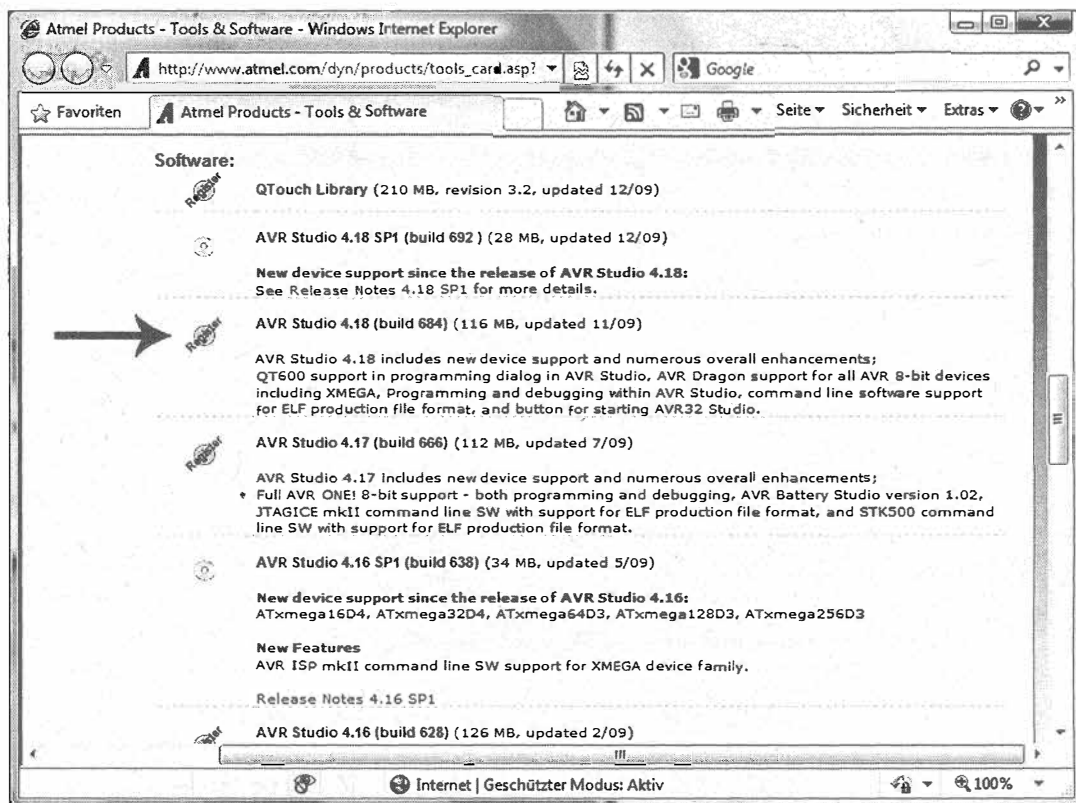 Atmel Products - Tools & Software - Windows Internet Explorer
http://www.atmel.com/dyn/products/tools_card.asp?
Google
Favoriten
Atmel Products - Tools & Software
Seite
Sicherheit
Extras
Software:
Register
QTouch Library (210 MB, revision 3.2, updated 12/09)
AVR Studio 4.18 SP1 (build 692 ) (28 MB, updated 12/09)
New device support since the release of AVR Studio 4.18:
See Release Notes 4.18 SP1 for more details.
Register
AVR Studio 4.18 (build 684) (116 MB, updated 11/09)
AVR Studio 4.18 includes new device support and numerous overall enhancements;
QT600 support in programming dialog in AVR Studio, AVR Dragon support for all AVR 8-bit devices
including XMEGA, Programming and debugging within AVR Studio, command line software support
for ELF production file format, and button for starting AVR32 Studio.
Register
AVR Studio 4.17 (build 666) (112 MB, updated 7/09)
AVR Studio 4.17 Includes new device support and numerous overall enhancements;
Full AVR ONE! 8-bit support - both programming and debugging, AVR Battery Studio version 1.02,
JTAGICE mkII command line SW with support for ELF production file format, and STK500 command
line SW with support for ELF production file format.
AVR Studio 4.16 SP1 (build 638) (34 MB, updated 5/09)
New device support since the release of AVR Studio 4.16:
ATxmega16D4, ATxmega32D4, ATxmega64D3, ATxmega128D3, ATxmega256D3
New Features
AVR ISP mkII command line SW support for XMEGA device family.
Release Notes 4.16 SP1
AVR Studio 4.16 (build 628) (126 MB, updated 2/09)
Internet | Geschützter Modus: Aktiv
100%